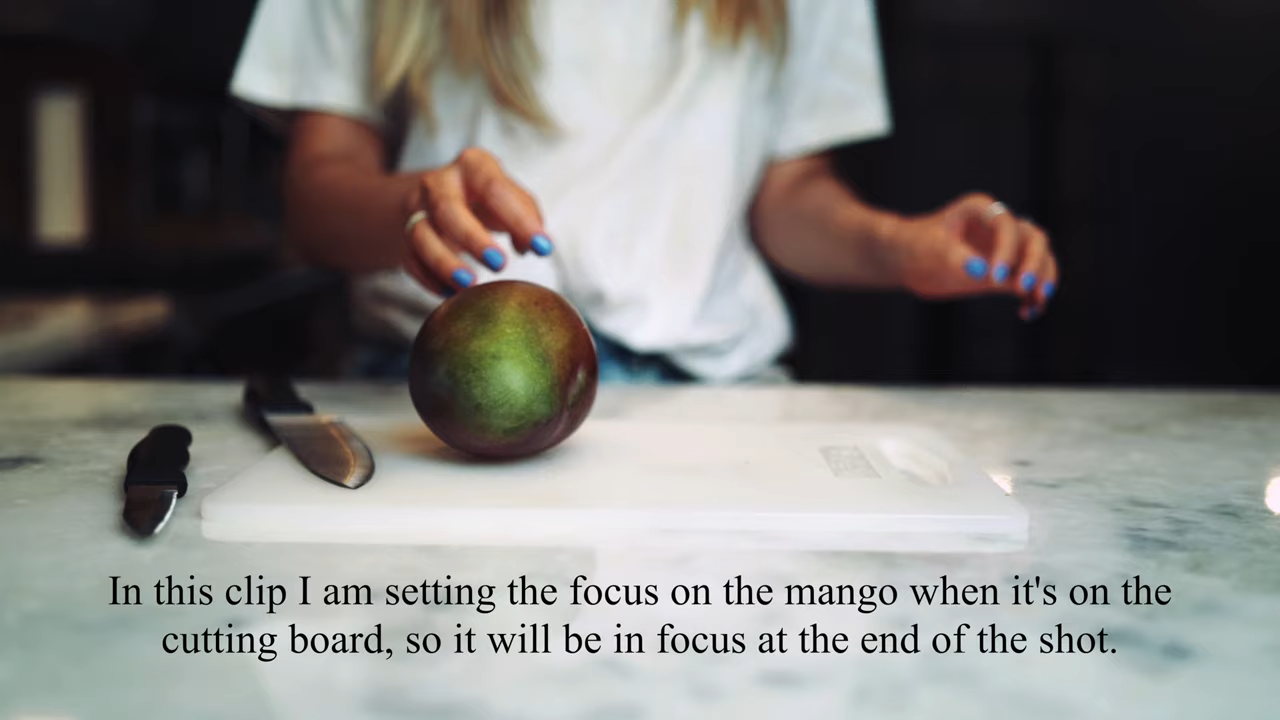 In this clip I am setting the focus on the mango when it's on the
cutting board, so it will be in focus at the end of the shot.